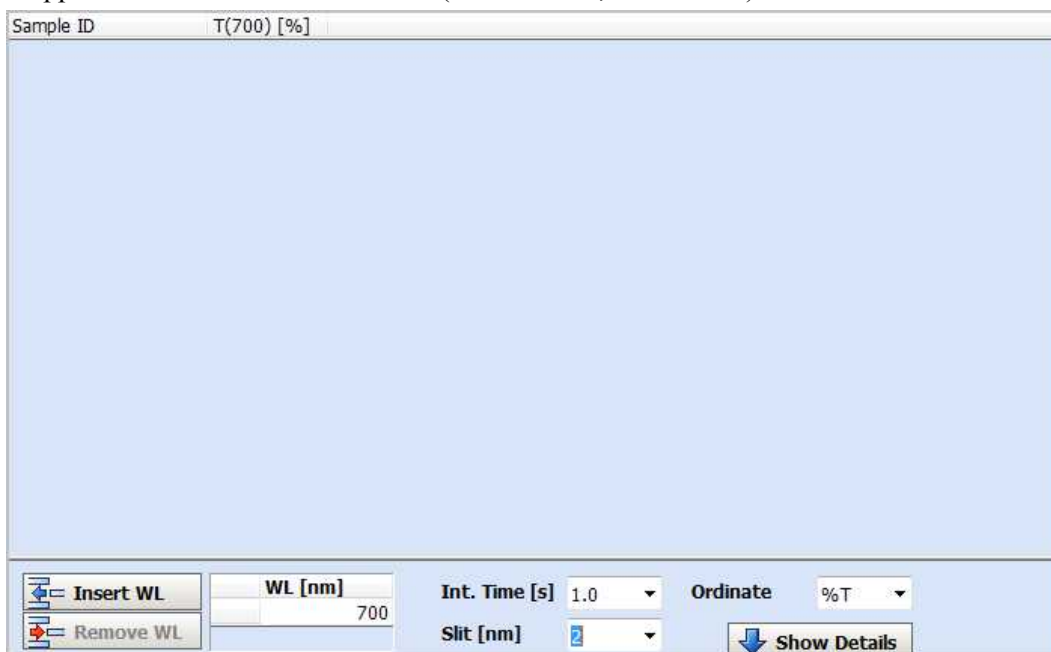 Sample ID T(700) [%]
Insert WL WL [nm] Int. Time [s] 1.0 Ordinate %T
700
Remove WL Slit [nm] 2 Show Details